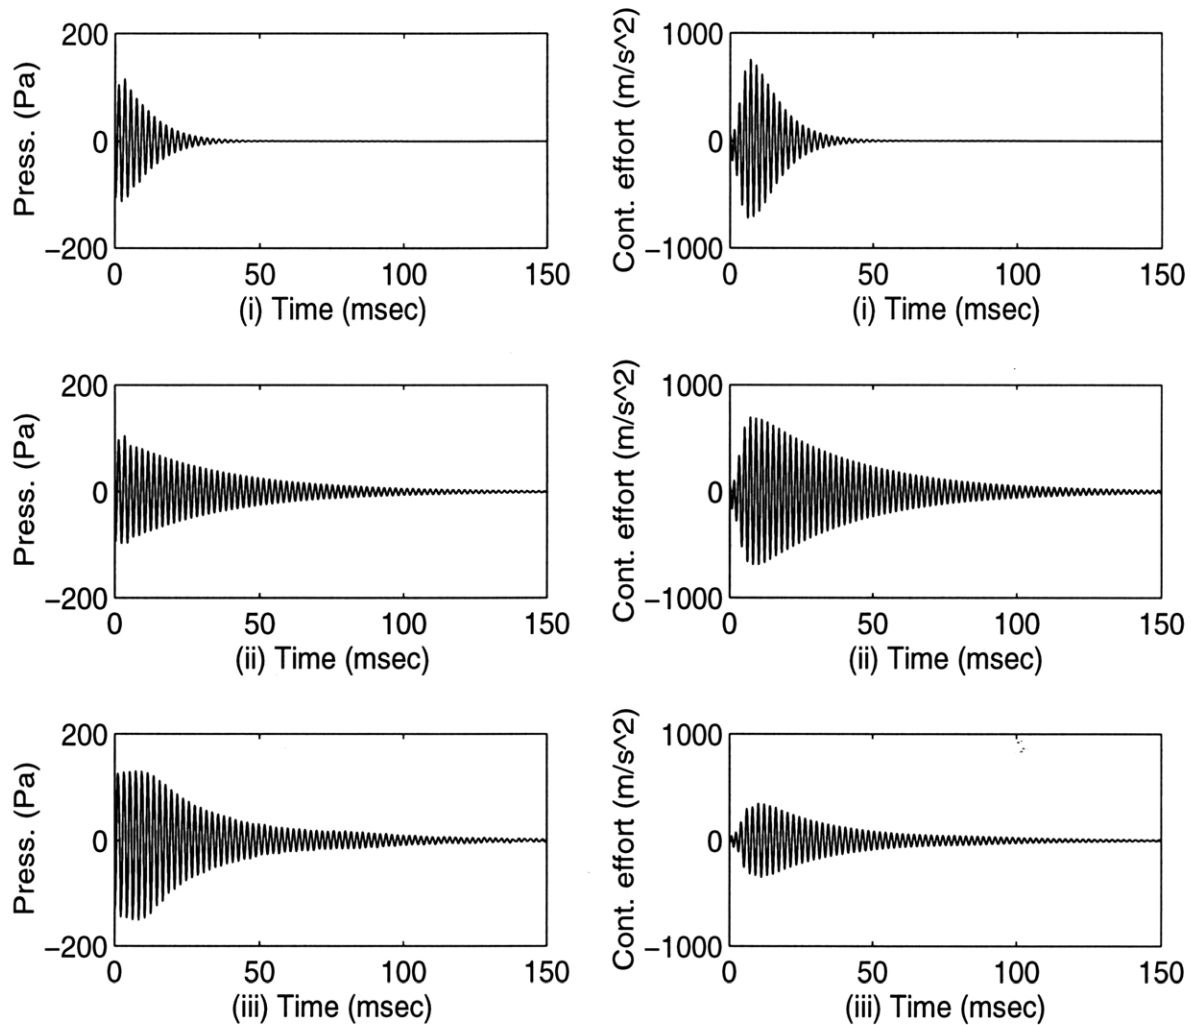 200
0
−200
Press. (Pa)
0 50 100 150
(i) Time (msec)
1000
0
−1000
Cont. effort (m/s^2)
0 50 100 150
(i) Time (msec)
200
0
−200
Press. (Pa)
0 50 100 150
(ii) Time (msec)
1000
0
−1000
Cont. effort (m/s^2)
0 50 100 150
(ii) Time (msec)
200
0
−200
Press. (Pa)
0 50 100 150
(iii) Time (msec)
1000
0
−1000
Cont. effort (m/s^2)
0 50 100 150
(iii) Time (msec)